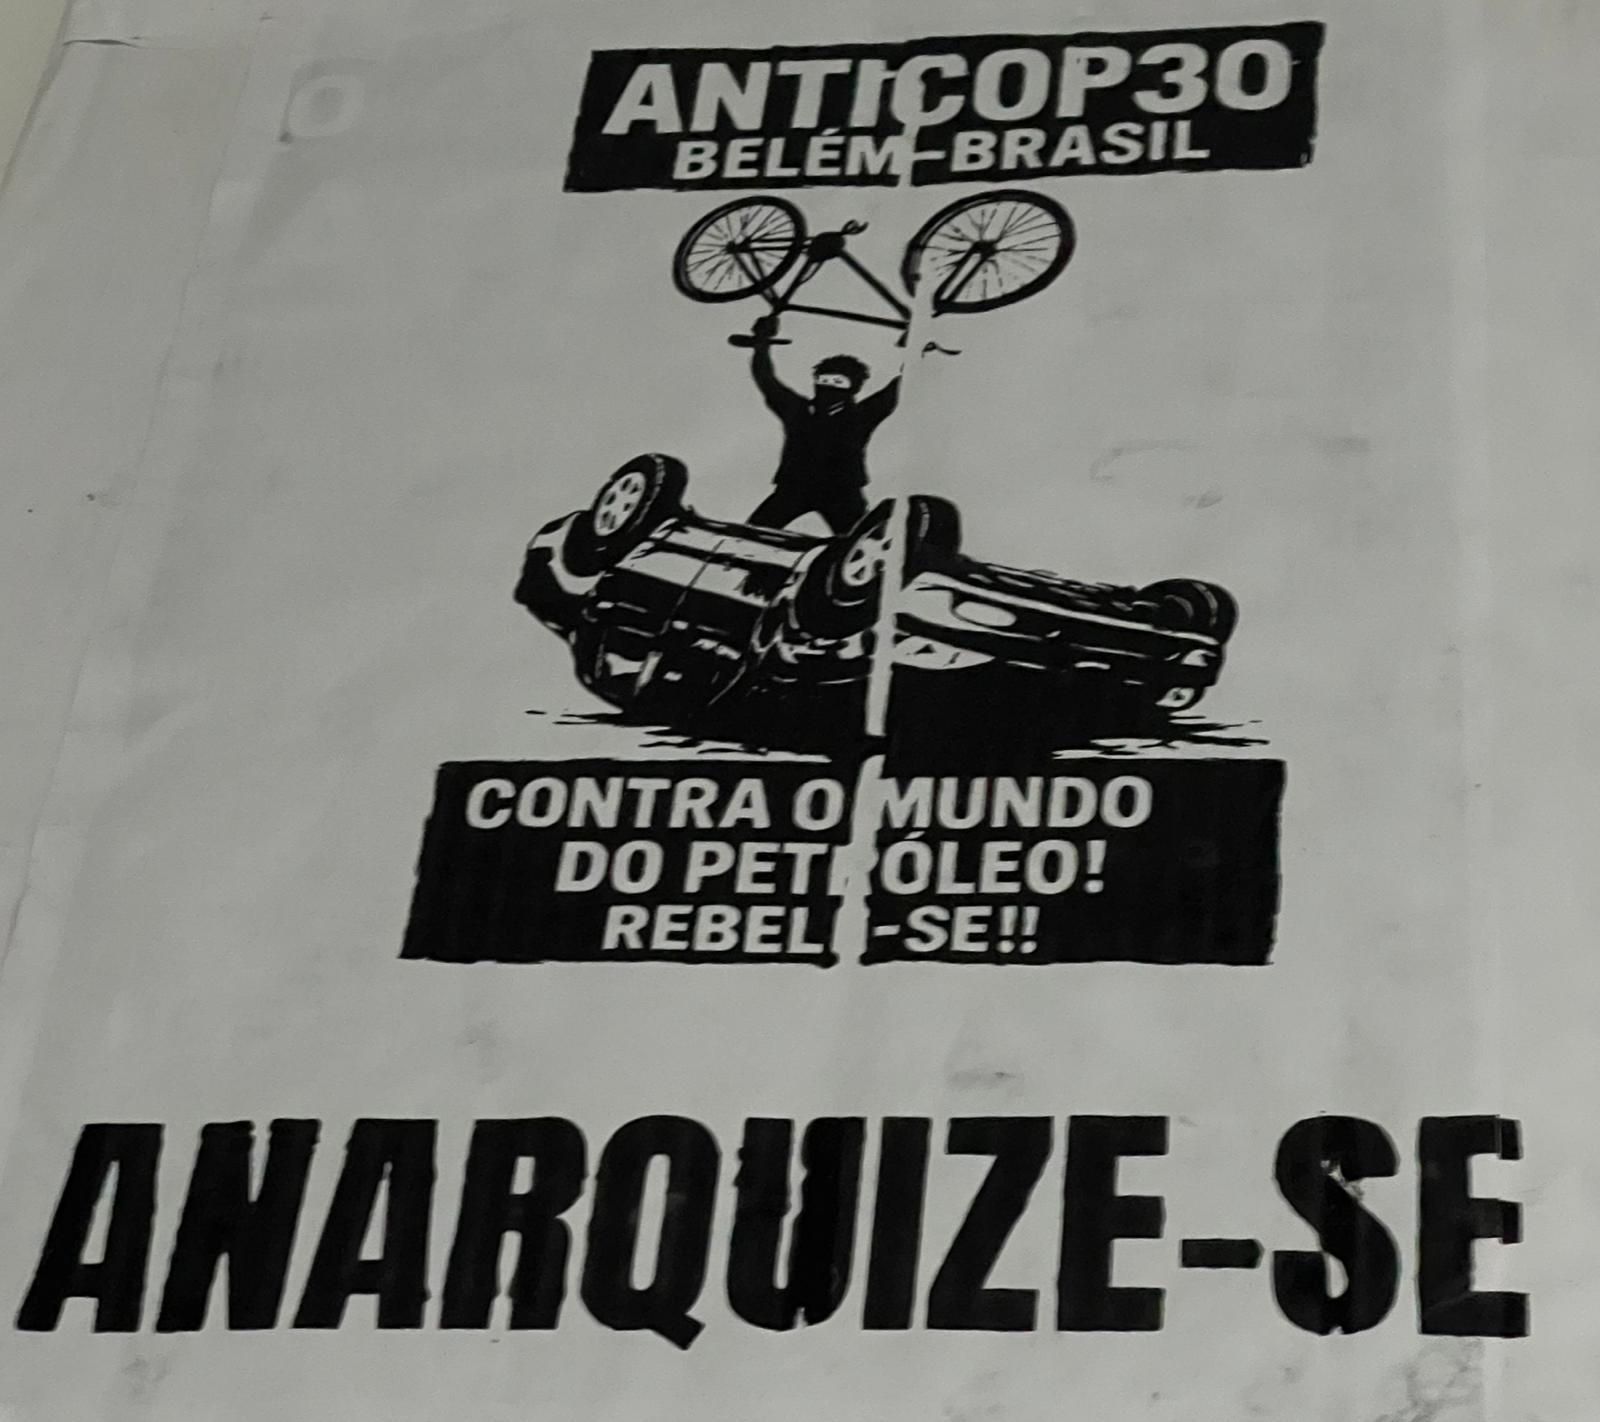 ANTICOP30
BELÉM-BRASIL
CONTRA O MUNDO
DO PETRÓLEO!
REBELE-SE!!
ANARQUIZE-SE